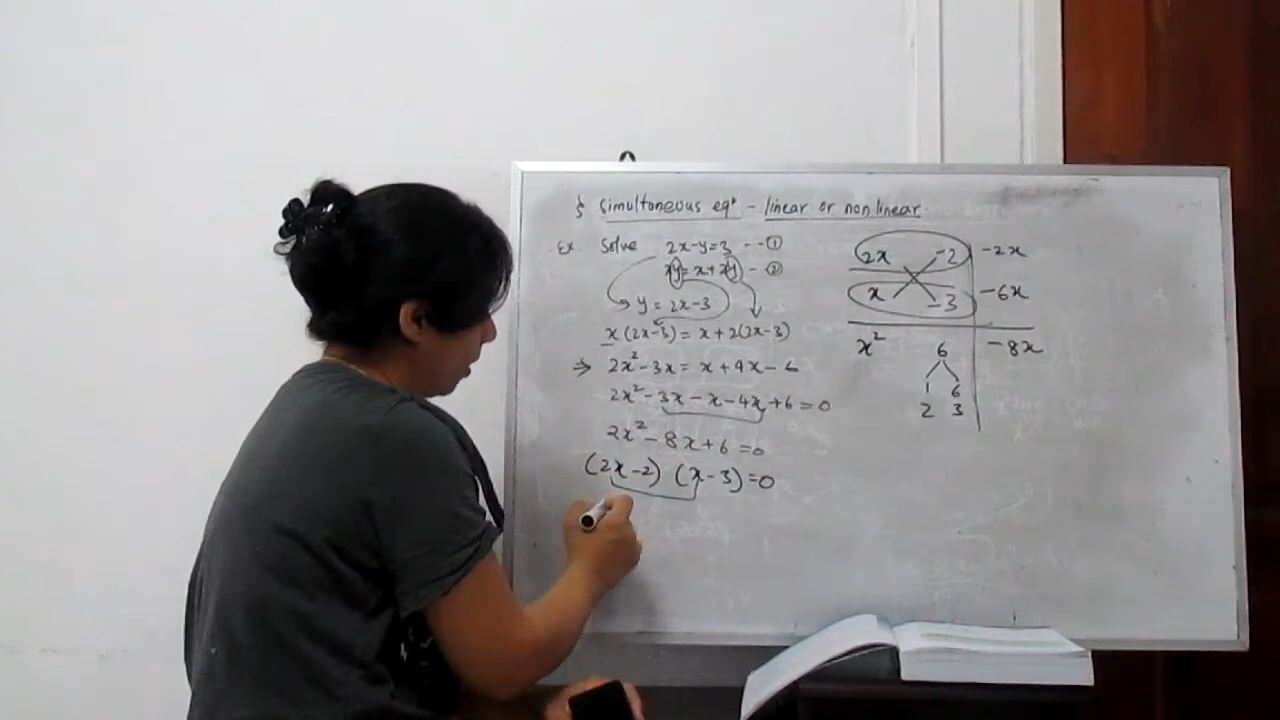 § Simultaneous eqⁿ - linear or non linear
Ex. Solve 2x-y=3 --①
xy = x+2y -②
y = 2x-3
x(2x-3) = x+2(2x-3)
⇒ 2x²-3x = x+4x-6
2x²-3x-x-4x+6=0
2x²-8x+6=0
(2x-2) (x-3)=0
2x -2 -2x
x -3 -6x
x² -8x
6
1 6
2 3